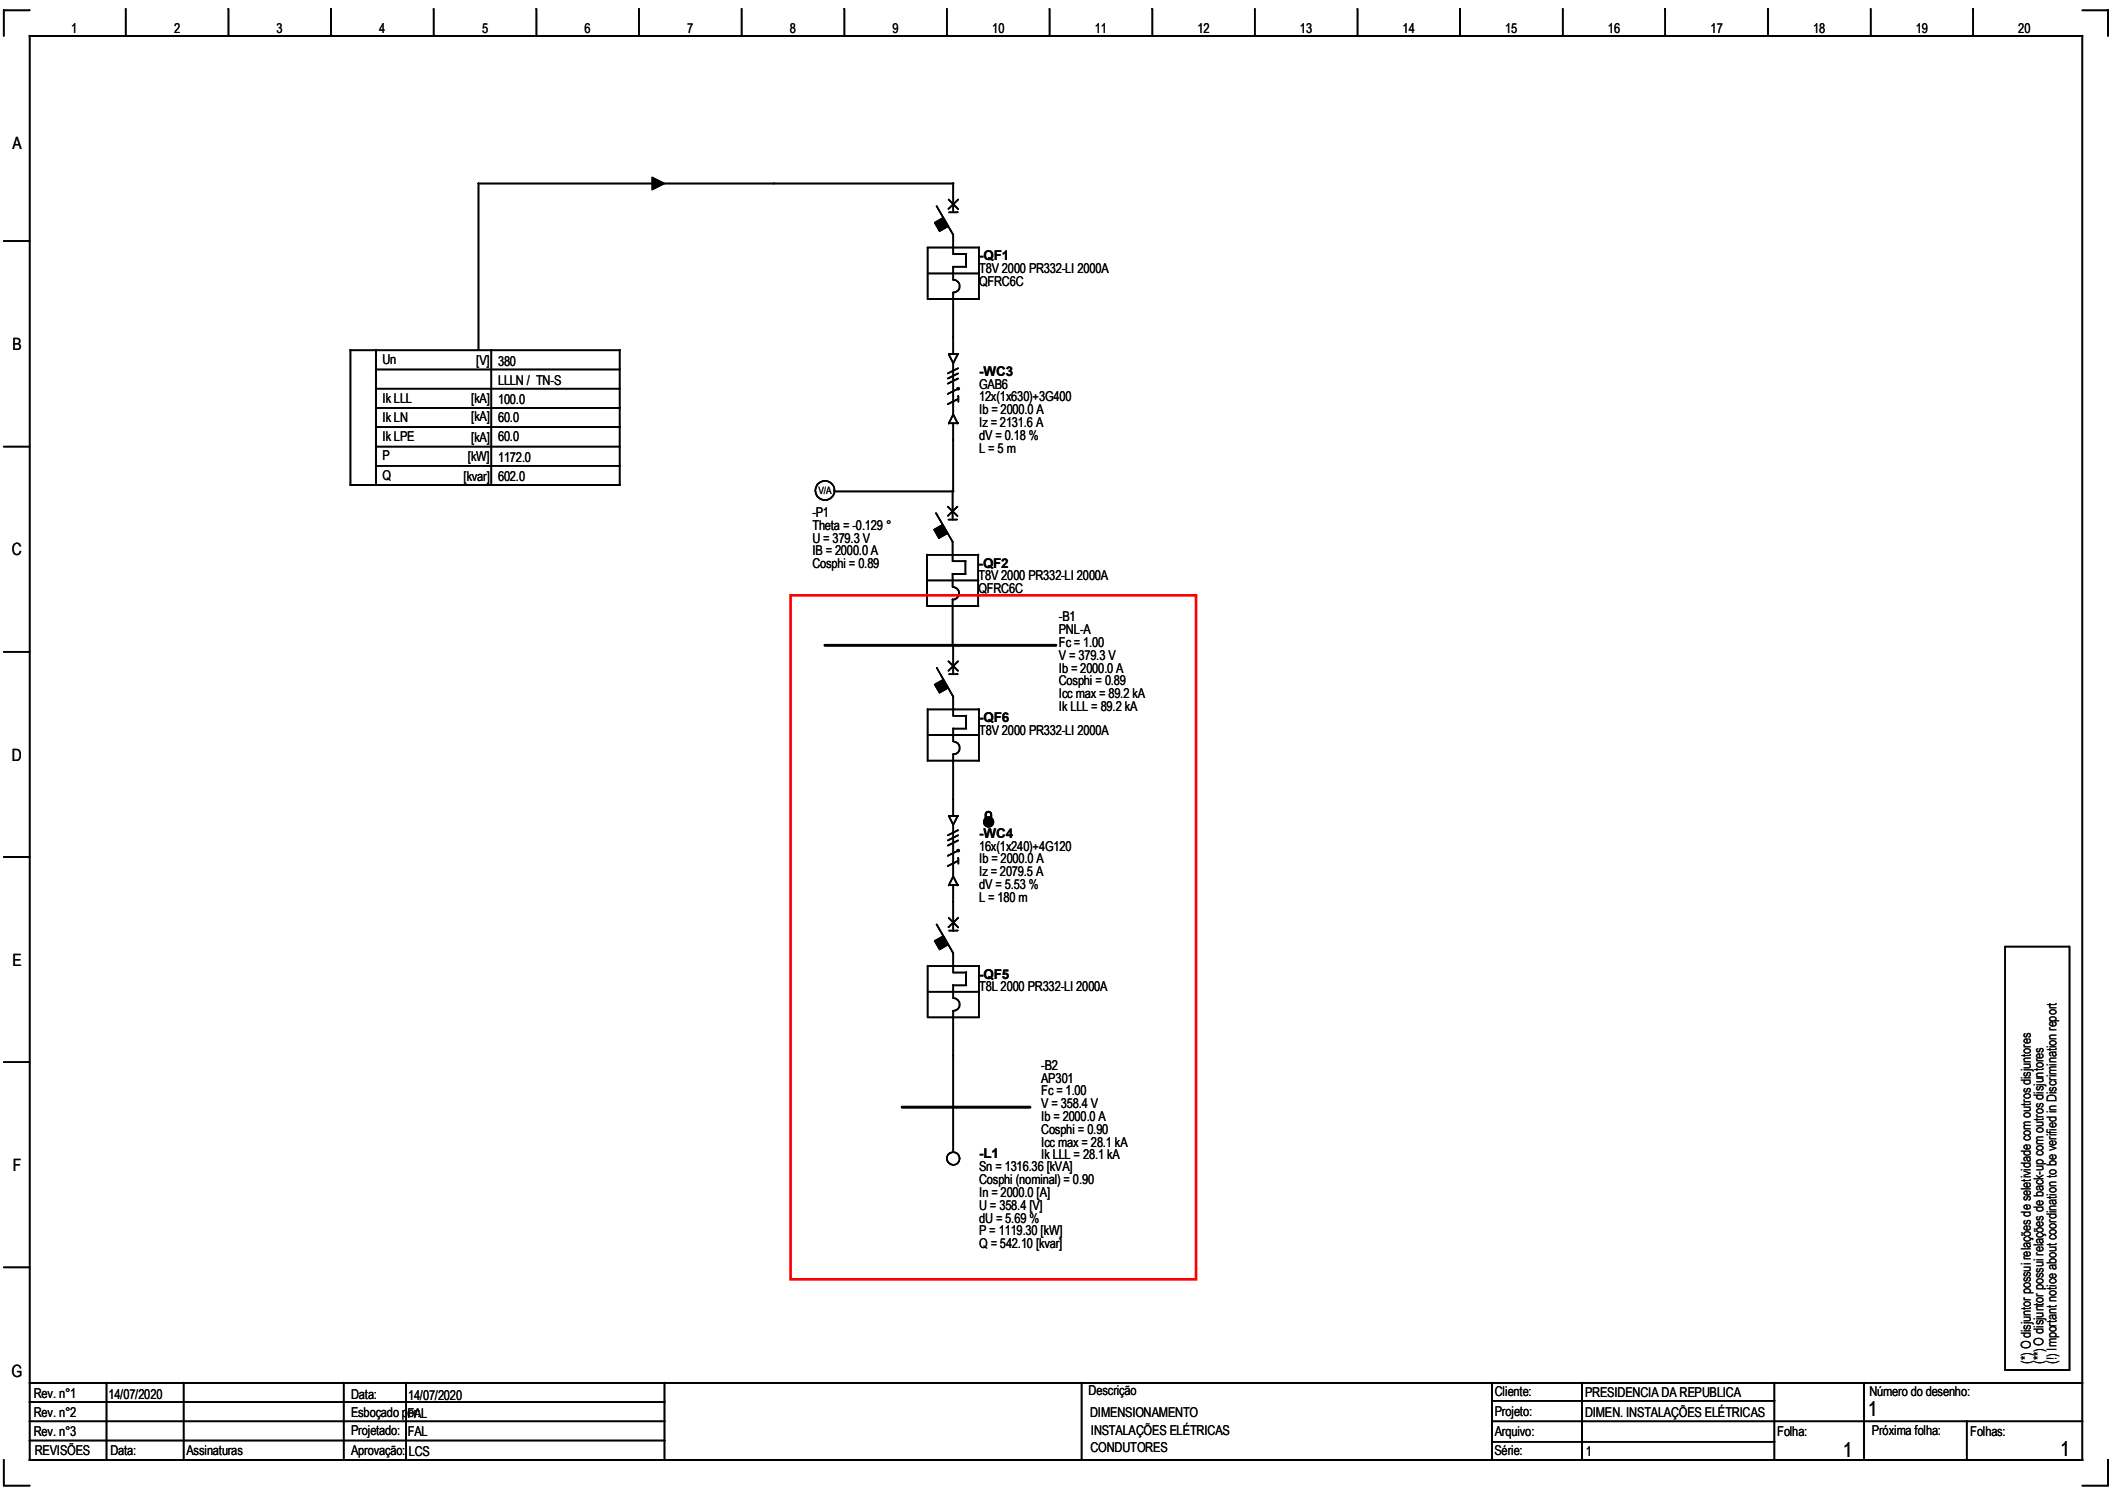 1 2 3 4 5 6 7 8 9 10 11 12 13 14 15 16 17 18 19 20
A
B
C
D
E
F
G
-QF1
T8V 2000 PR332-LI 2000A
QFRC6C
Un [V] 380
LLLN / TN-S
Ik LLL [kA] 100.0
Ik LN [kA] 60.0
Ik LPE [kA] 60.0
P [kW] 1172.0
Q [kvar] 602.0
-WC3
GAB6
12x(1x630)+3G400
Ib = 2000.0 A
Iz = 2131.6 A
dV = 0.18 %
L = 5 m
V/A
-P1
Theta = -0.129 °
U = 379.3 V
IB = 2000.0 A
Cosphi = 0.89
-QF2
T8V 2000 PR332-LI 2000A
QFRC6C
-B1
PNL-A
Fc = 1.00
V = 379.3 V
Ib = 2000.0 A
Cosphi = 0.89
Icc max = 89.2 kA
Ik LLL = 89.2 kA
-QF6
T8V 2000 PR332-LI 2000A
-WC4
16x(1x240)+4G120
Ib = 2000.0 A
Iz = 2079.5 A
dV = 5.53 %
L = 180 m
-QF5
T8L 2000 PR332-LI 2000A
-B2
AP301
Fc = 1.00
V = 358.4 V
Ib = 2000.0 A
Cosphi = 0.90
Icc max = 28.1 kA
Ik LLL = 28.1 kA
-L1
Sn = 1316.36 [kVA]
Cosphi (nominal) = 0.90
In = 2000.0 [A]
U = 358.4 [V]
dU = 5.69 %
P = 1119.30 [kW]
Q = 542.10 [kvar]
(*) O disjuntor possui relações de seletividade com outros disjuntores
(**) O disjuntor possui relações de back-up com outros disjuntores
(!) Important notice about coordination to be verified in Discrimination report
Rev. n°1 14/07/2020 Data: 14/07/2020
Rev. n°2 Esboçado por: FAL
Rev. n°3 Projetado: FAL
REVISÕES Data: Assinaturas Aprovação: LCS
Descrição
DIMENSIONAMENTO
INSTALAÇÕES ELÉTRICAS
CONDUTORES
Cliente: PRESIDENCIA DA REPUBLICA
Projeto: DIMEN. INSTALAÇÕES ELÉTRICAS
Arquivo:
Série: 1
Número do desenho:
1
Folha: 1
Próxima folha:
Folhas: 1